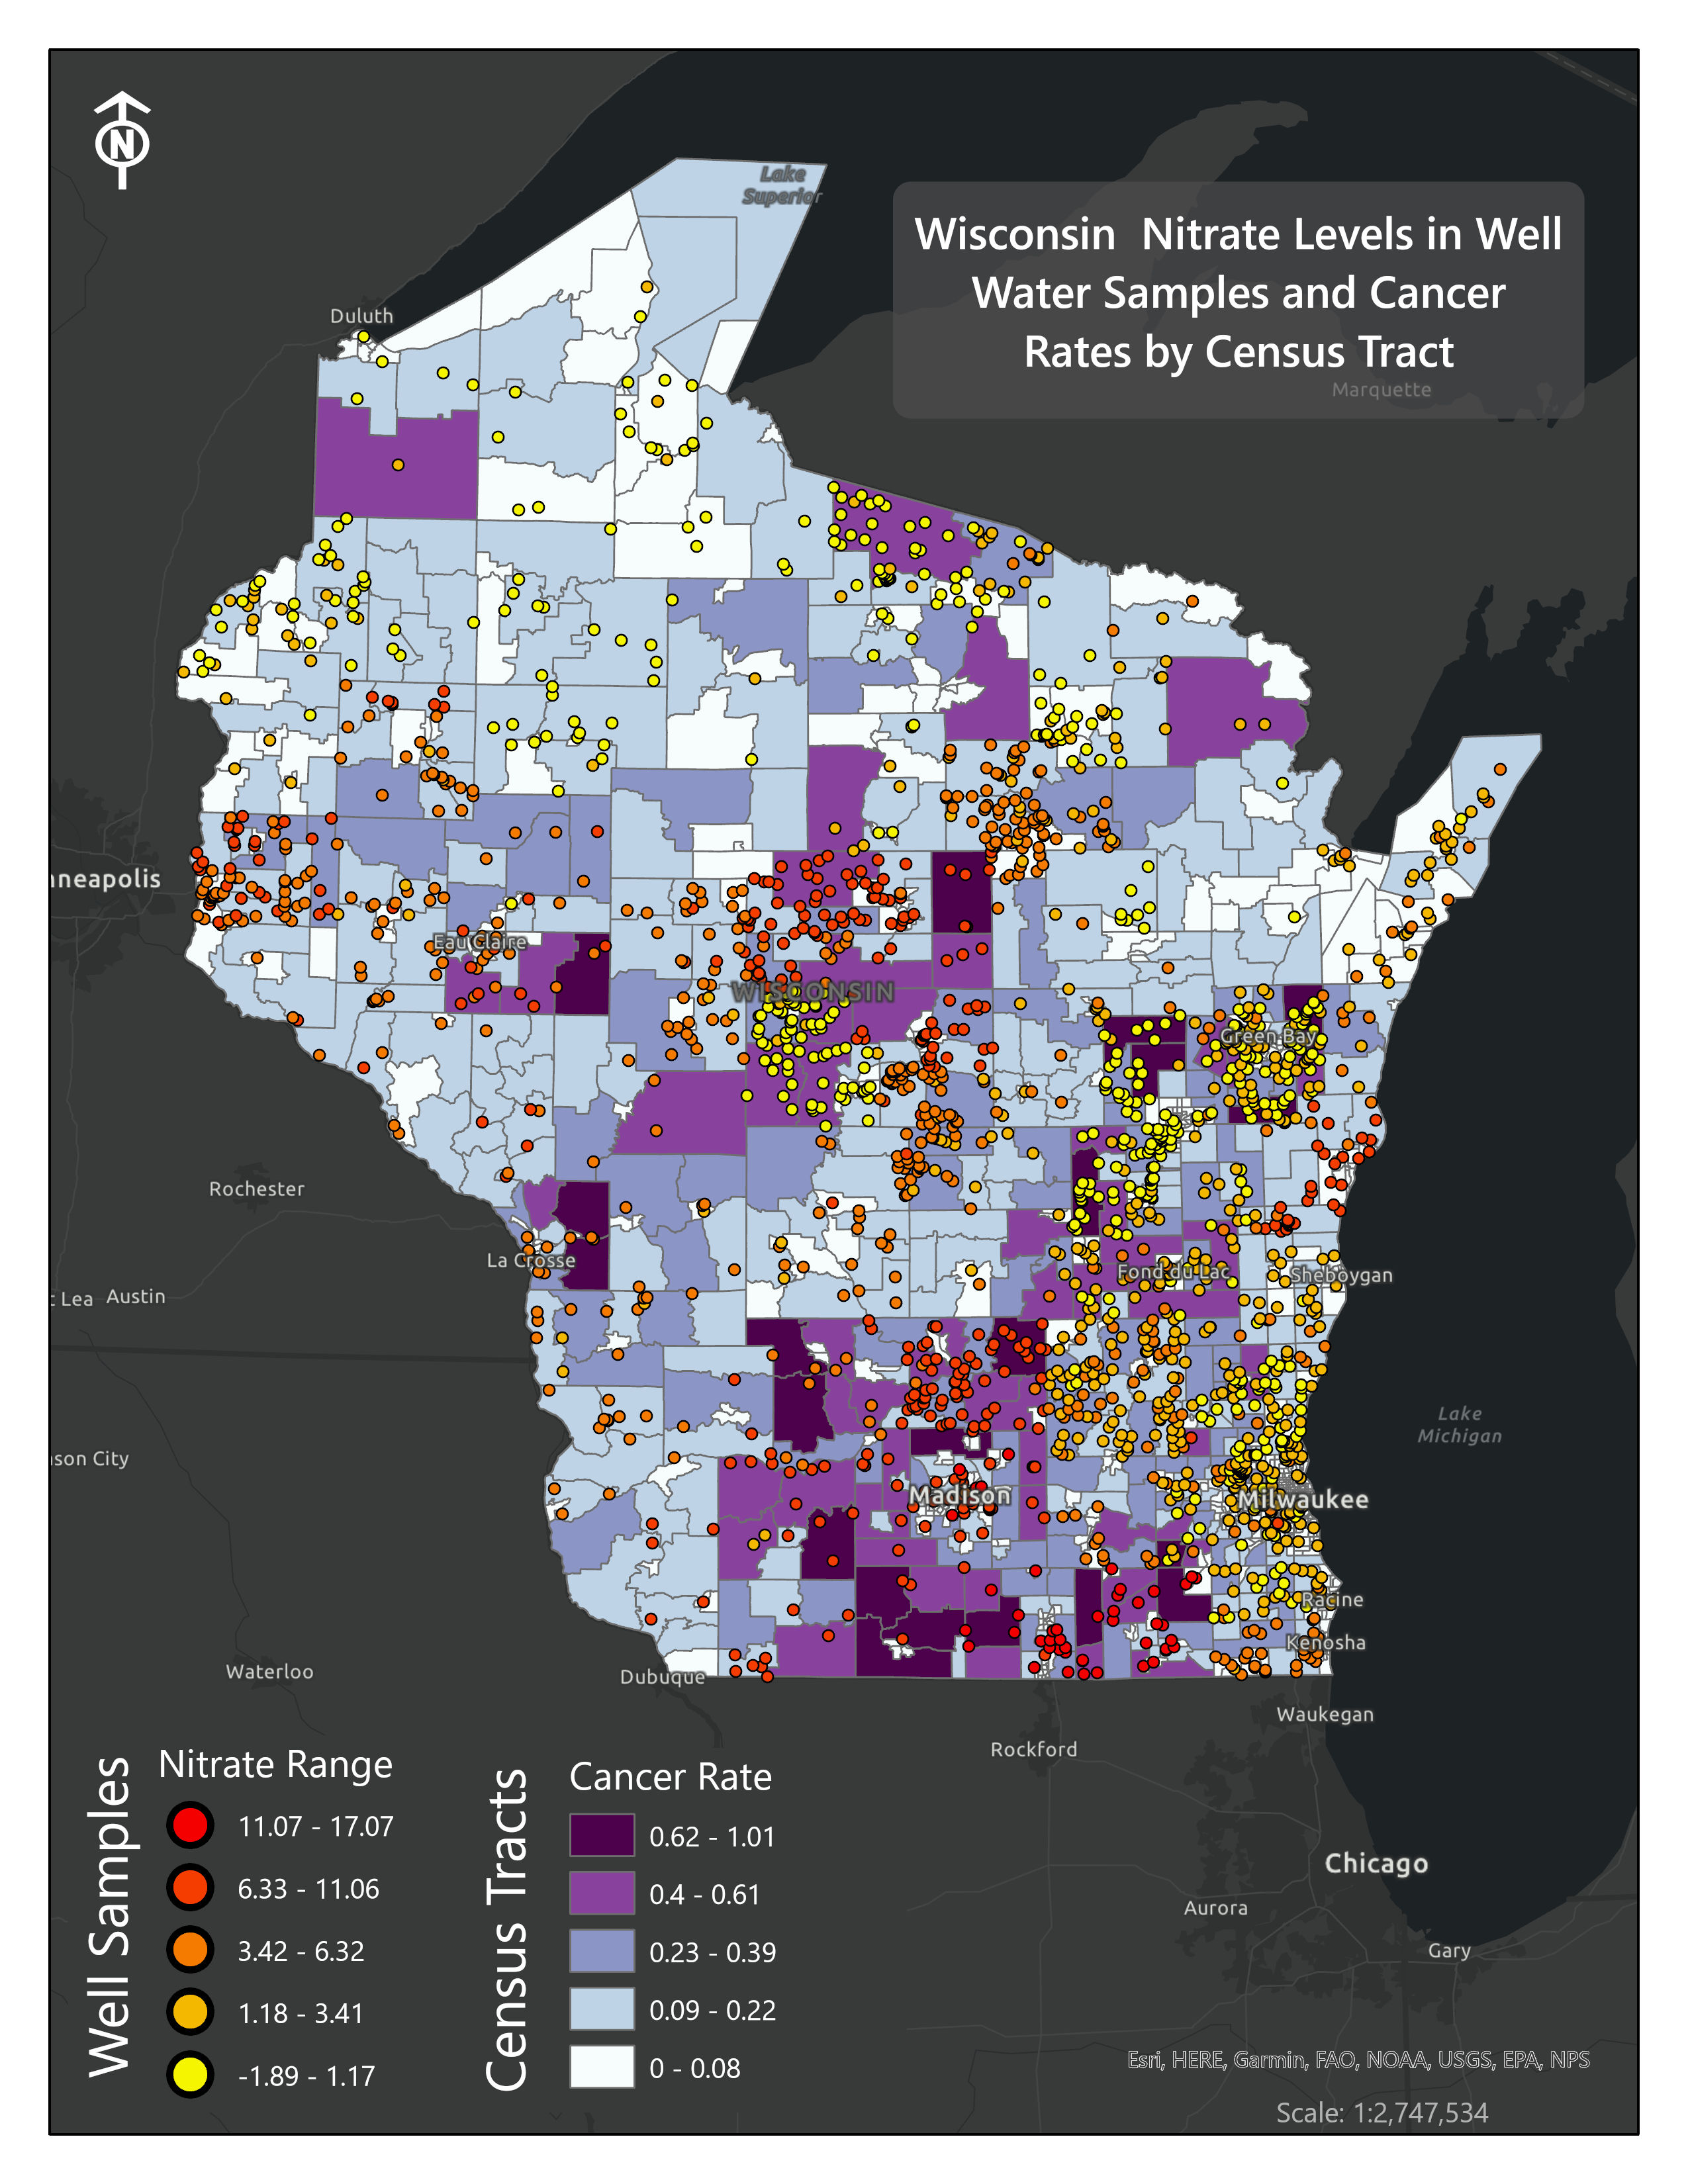 N
Lake
Superior
Wisconsin  Nitrate Levels in Well
Water Samples and Cancer
Rates by Census Tract
Marquette
Duluth
nneapolis
Eau Claire
WISCONSIN
Green Bay
Rochester
La Crosse
Fond du Lac
Sheboygan
c Lea
Austin
Lake
Michigan
son City
Madison
Milwaukee
Racine
Kenosha
Waterloo
Dubuque
Waukegan
Rockford
Chicago
Aurora
Gary
Well Samples
Nitrate Range
11.07 - 17.07
6.33 - 11.06
3.42 - 6.32
1.18 - 3.41
-1.89 - 1.17
Census Tracts
Cancer Rate
0.62 - 1.01
0.4 - 0.61
0.23 - 0.39
0.09 - 0.22
0 - 0.08
Esri, HERE, Garmin, FAO, NOAA, USGS, EPA, NPS
Scale: 1:2,747,534